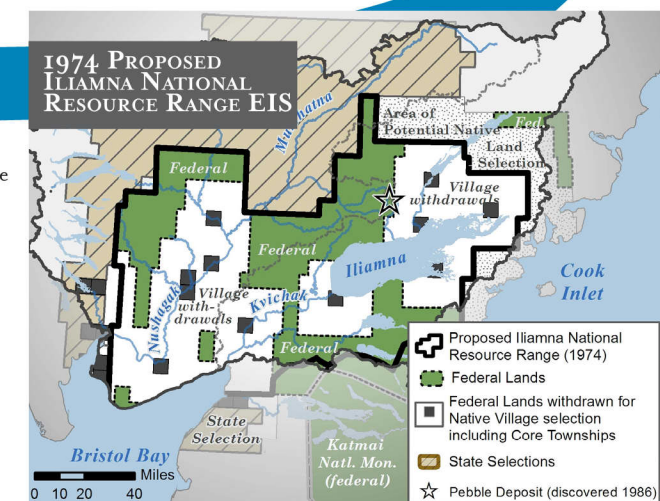 1974 Proposed
Iliamna National
Resource Range EIS
e
Mulchatna
Area of
Potential Native
Land
Selection
Fed.
Federal
Village
withdrawals
Federal
Iliamna
Cook
Inlet
Nushagak
Village
with-
drawals
Kvichak
Federal
State
Selection
Katmai
Natl. Mon.
(federal)
Bristol Bay
Miles
0 10 20 40
Proposed Iliamna National
Resource Range (1974)
Federal Lands
Federal Lands withdrawn for
Native Village selection
including Core Townships
State Selections
Pebble Deposit (discovered 1986)